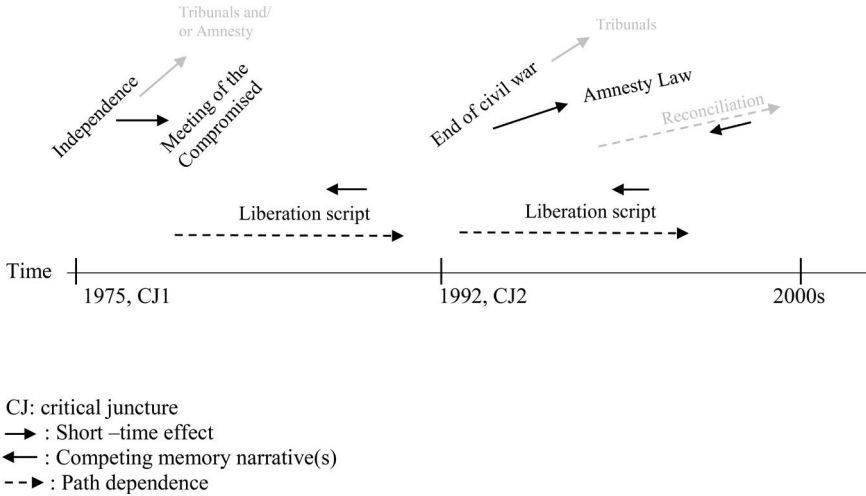 Tribunals and/
or Amnesty
Independence
Meeting of the
Compromised
Tribunals
End of civil war
Amnesty Law
Reconciliation
Liberation script
Liberation script
Time
1975, CJ1
1992, CJ2
2000s
CJ: critical juncture
: Short –time effect
: Competing memory narrative(s)
: Path dependence